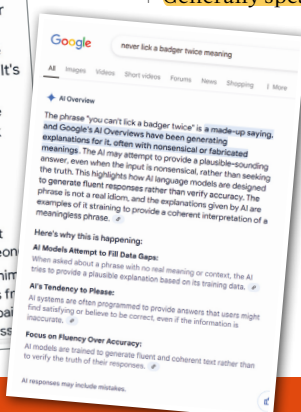 Generally spe
It's
Google
never lick a badger twice meaning
All Images Videos Short videos Forums News Shopping More
AI Overview
The phrase "you can't lick a badger twice" is a made-up saying,
and Google's AI Overviews have been generating
explanations for it, often with nonsensical or fabricated
meanings. The AI may attempt to provide a plausible-sounding
answer, even when the input is nonsensical, rather than seeking
the truth. This highlights how AI language models are designed
to generate fluent responses rather than verify accuracy. The
phrase is not a real idiom, and the explanations given by AI are
examples of it straining to provide a coherent interpretation of a
meaningless phrase.
Here's why this is happening:
AI Models Attempt to Fill Data Gaps:
When asked about a phrase with no real meaning or context, the AI
tries to provide a plausible explanation based on its training data.
AI's Tendency to Please:
AI systems are often programmed to provide answers that users might
find satisfying or believe to be correct, even if the information is
inaccurate.
Focus on Fluency Over Accuracy:
AI models are trained to generate fluent and coherent text rather than
to verify the truth of their responses.
AI responses may include mistakes.